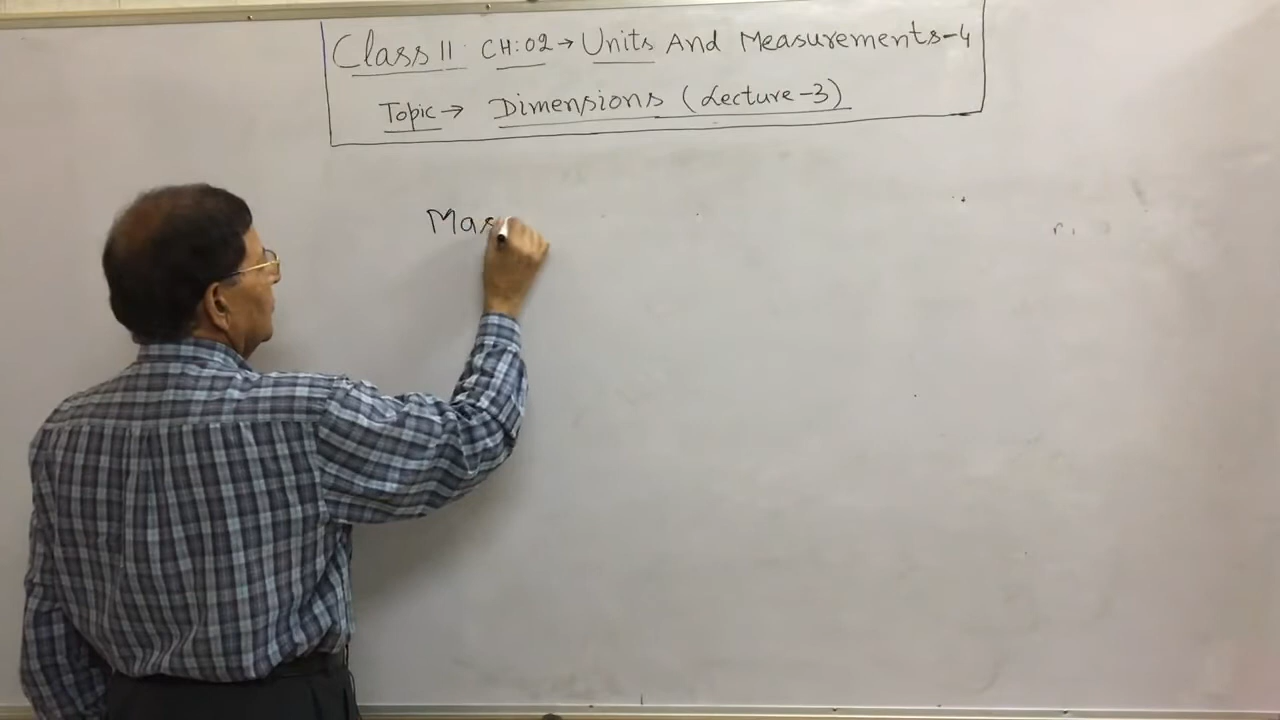 Class 11 CH:02→ Units And Measurements-4
Topic→ Dimensions (Lecture-3)
Mas